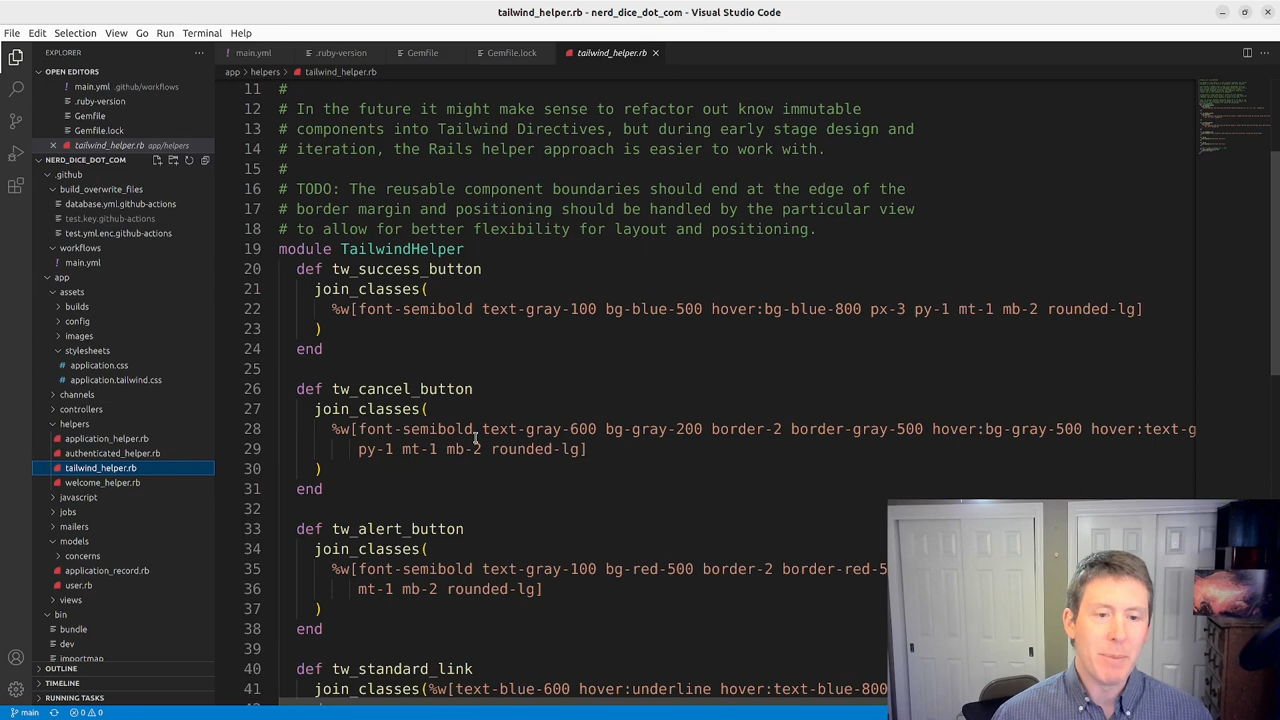 tailwind_helper.rb - nerd_dice_dot_com - Visual Studio Code
File Edit Selection View Go Run Terminal Help
EXPLORER
main.yml
.ruby-version
Gemfile
Gemfile.lock
tailwind_helper.rb
OPEN EDITORS
main.yml .github/workflows
.ruby-version
Gemfile
Gemfile.lock
tailwind_helper.rb app/helpers
NERD_DICE_DOT_COM
.github
build_overwrite_files
database.yml.github-actions
test.key.github-actions
test.yml.enc.github-actions
workflows
main.yml
app
assets
builds
config
images
stylesheets
application.css
application.tailwind.css
channels
controllers
helpers
application_helper.rb
authenticated_helper.rb
tailwind_helper.rb
welcome_helper.rb
javascript
jobs
mailers
models
concerns
application_record.rb
user.rb
views
bin
bundle
dev
importmap
OUTLINE
TIMELINE
RUNNING TASKS
app > helpers > tailwind_helper.rb
11 #
12 # In the future it might make sense to refactor out know immutable
13 # components into Tailwind Directives, but during early stage design and
14 # iteration, the Rails helper approach is easier to work with.
15 #
16 # TODO: The reusable component boundaries should end at the edge of the
17 # border margin and positioning should be handled by the particular view
18 # to allow for better flexibility for layout and positioning.
19 module TailwindHelper
20 def tw_success_button
21 join_classes(
22 %w[font-semibold text-gray-100 bg-blue-500 hover:bg-blue-800 px-3 py-1 mt-1 mb-2 rounded-lg]
23 )
24 end
25
26 def tw_cancel_button
27 join_classes(
28 %w[font-semibold text-gray-600 bg-gray-200 border-2 border-gray-500 hover:bg-gray-500 hover:text-g
29 py-1 mt-1 mb-2 rounded-lg]
30 )
31 end
32
33 def tw_alert_button
34 join_classes(
35 %w[font-semibold text-gray-100 bg-red-500 border-2 border-red-5
36 mt-1 mb-2 rounded-lg]
37 )
38 end
39
40 def tw_standard_link
41 join_classes(%w[text-blue-600 hover:underline hover:text-blue-800
main 0 0